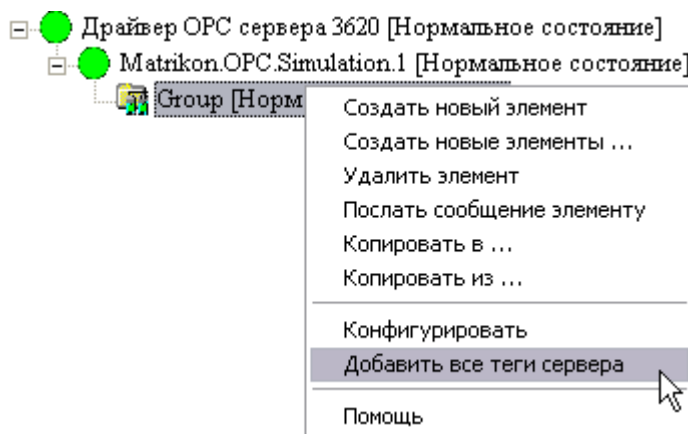 Драйвер OPC сервера 3620 [Нормальное состояние]
Matrikon.OPC.Simulation.1 [Нормальное состояние]
Group [Норм
Создать новый элемент
Создать новые элементы ...
Удалить элемент
Послать сообщение элементу
Копировать в ...
Копировать из ...
Конфигурировать
Добавить все теги сервера
Помощь